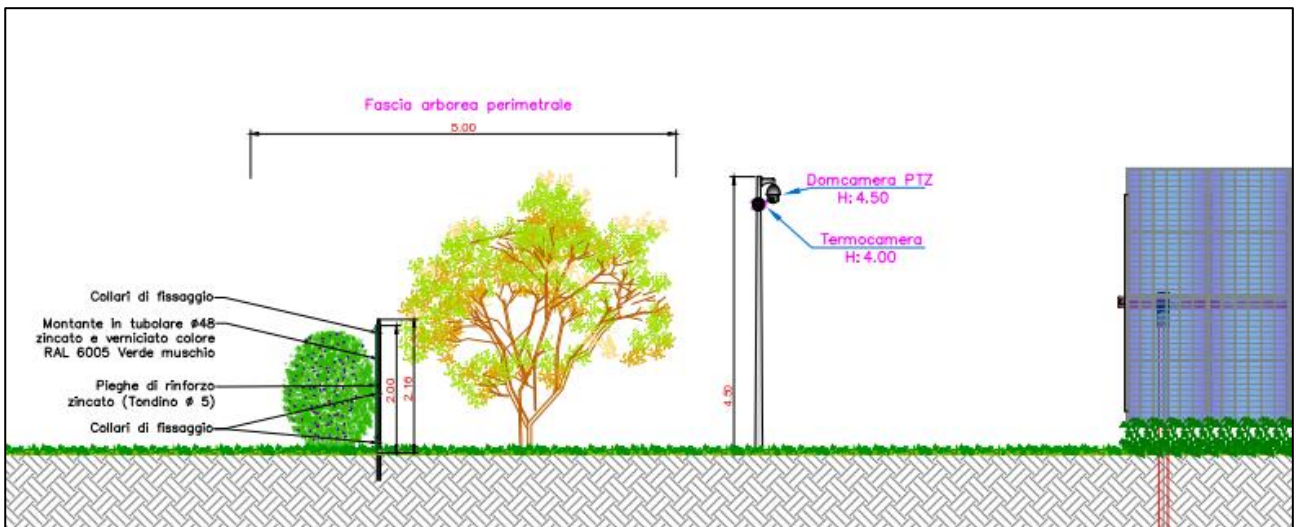 Fascia arborea perimetrale
5.00
Domcamera PTZ
H: 4.50
Termocamera
H: 4.00
Collari di fissaggio
Montante in tubolare ø48
zincato e verniciato colore
RAL 6005 Verde muschio
Pieghe di rinforzo
zincato (Tondino ø 5)
Collari di fissaggio
2.00
2.16
4.50